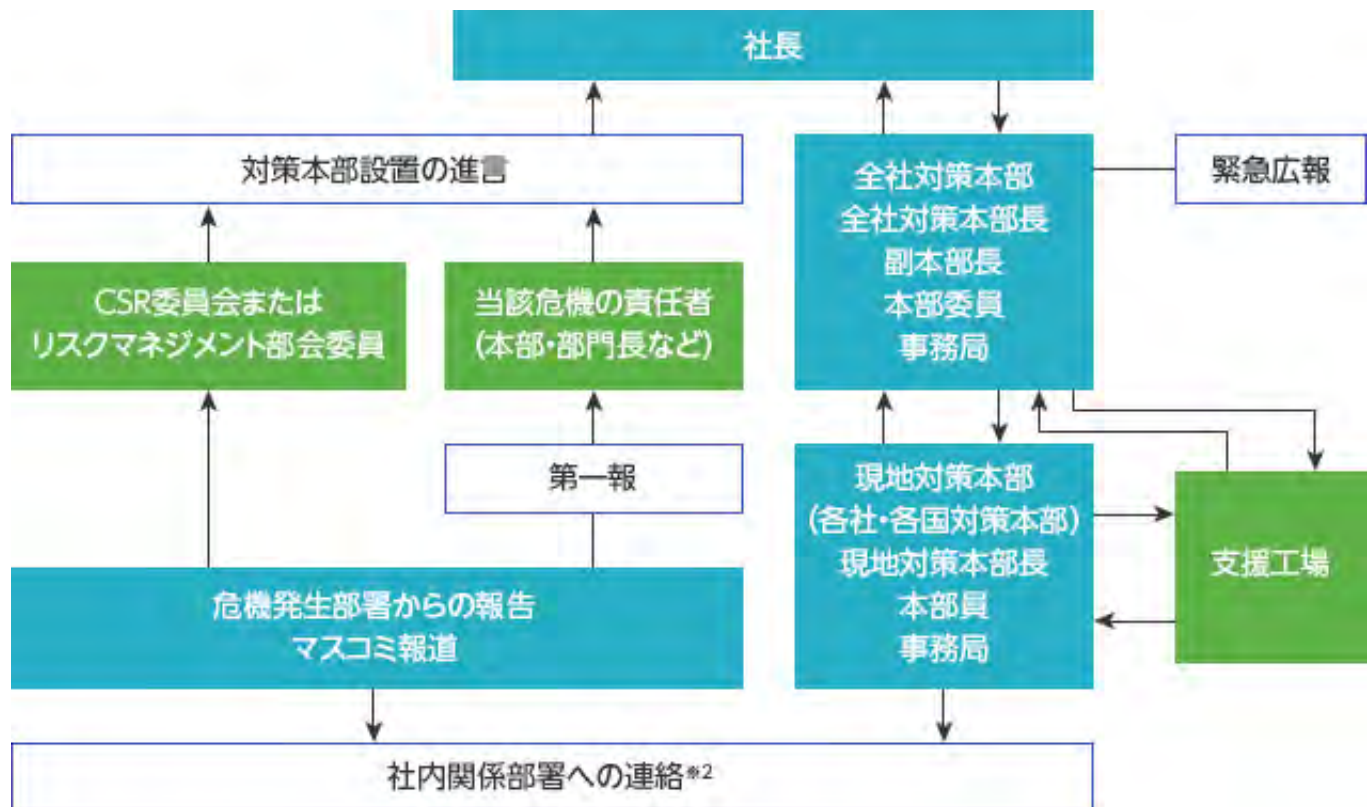 社長
対策本部設置の進言
全社対策本部
全社対策本部長
副本部長
本部委員
事務局
緊急広報
CSR委員会または
リスクマネジメント部会委員
当該危機の責任者
(本部・部門長など)
第一報
現地対策本部
(各社・各国対策本部)
現地対策本部長
本部員
事務局
支援工場
危機発生部署からの報告
マスコミ報道
社内関係部署への連絡※2